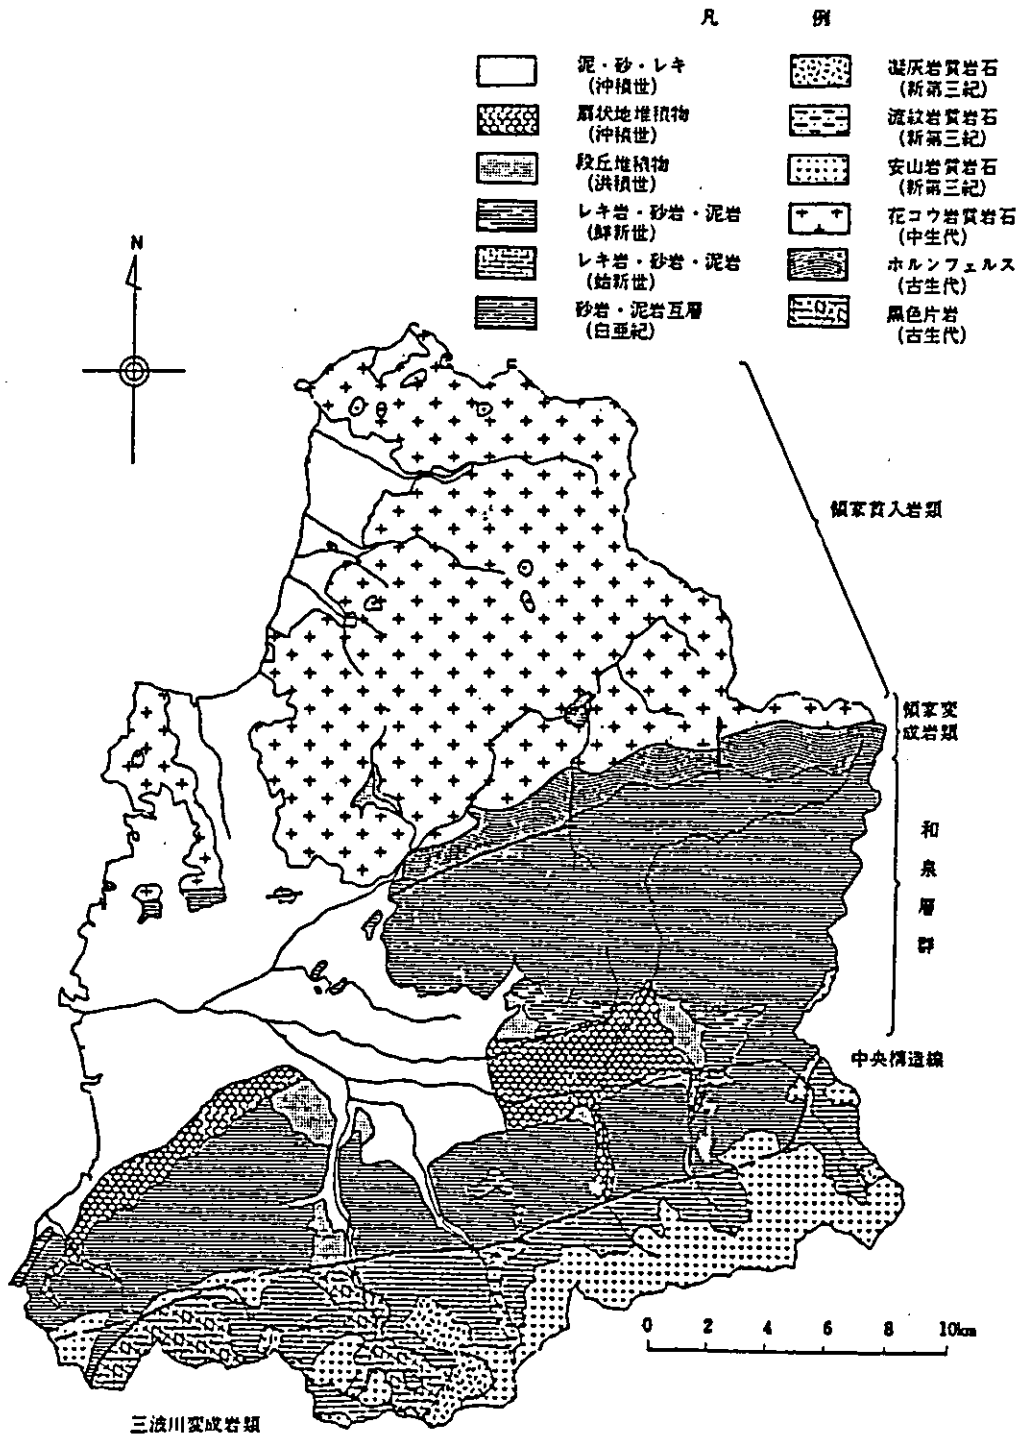 凡 例
泥・砂・レキ
(沖積世)
扇状地堆積物
(沖積世)
段丘堆積物
(洪積世)
レキ岩・砂岩・泥岩
(鮮新世)
レキ岩・砂岩・泥岩
(始新世)
砂岩・泥岩互層
(白亜紀)
凝灰岩質岩石
(新第三紀)
流紋岩質岩石
(新第三紀)
安山岩質岩石
(新第三紀)
花コウ岩質岩石
(中生代)
ホルンフェルス
(古生代)
黒色片岩
(古生代)
N
領家貫入岩類
領家変
成岩類
和泉層群
中央構造線
0 2 4 6 8 10km
三波川変成岩類